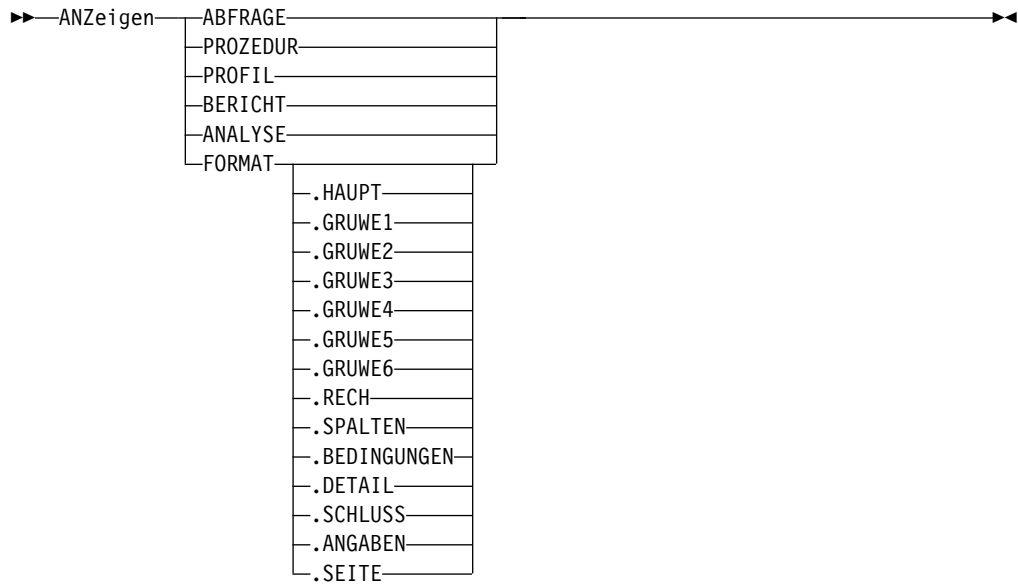 ANZeigen ABFRAGE
PROZEDUR
PROFIL
BERICHT
ANALYSE
FORMAT
.HAUPT
.GRUWE1
.GRUWE2
.GRUWE3
.GRUWE4
.GRUWE5
.GRUWE6
.RECH
.SPALTEN
.BEDINGUNGEN
.DETAIL
.SCHLUSS
.ANGABEN
.SEITE